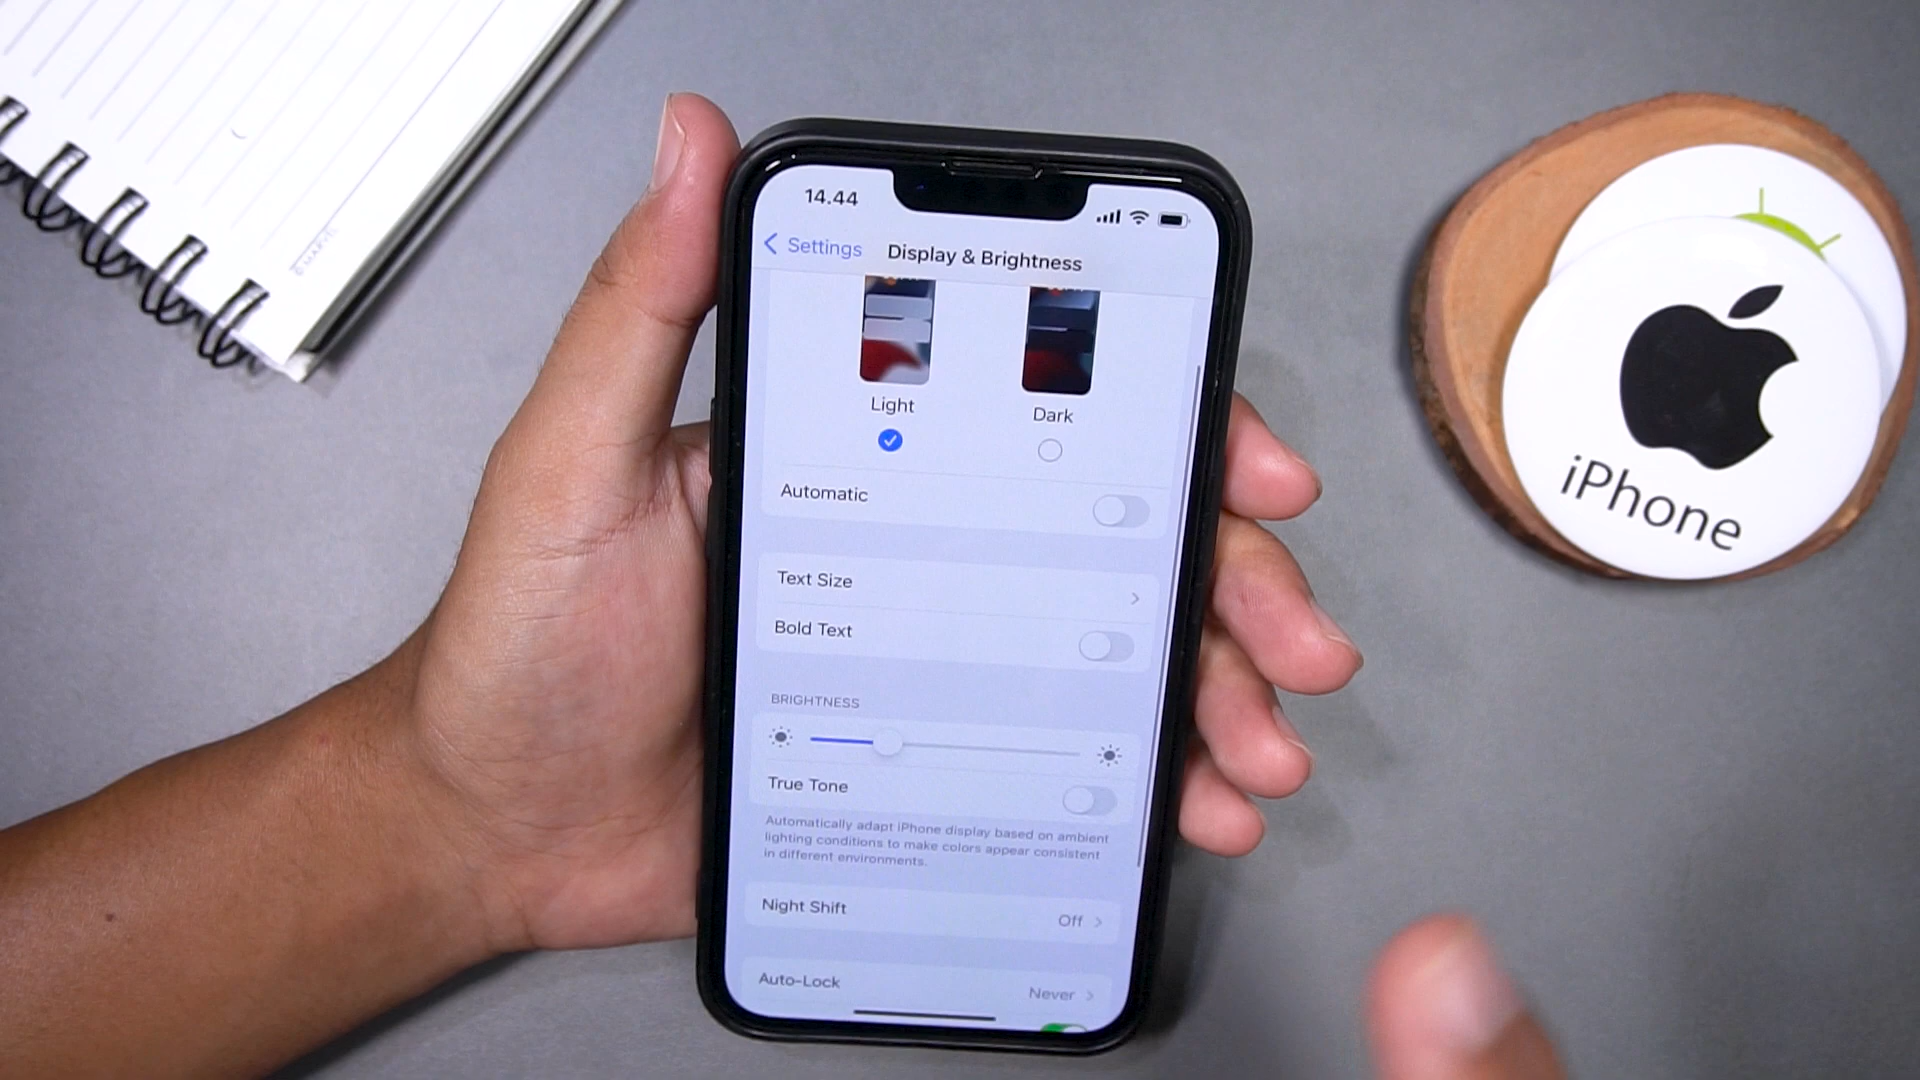 © MARVEL
14.44
Settings
Display & Brightness
Light
Dark
Automatic
Text Size
Bold Text
BRIGHTNESS
True Tone
Automatically adapt iPhone display based on ambient
lighting conditions to make colors appear consistent
in different environments.
Night Shift
Off
Auto-Lock
Never
iPhone